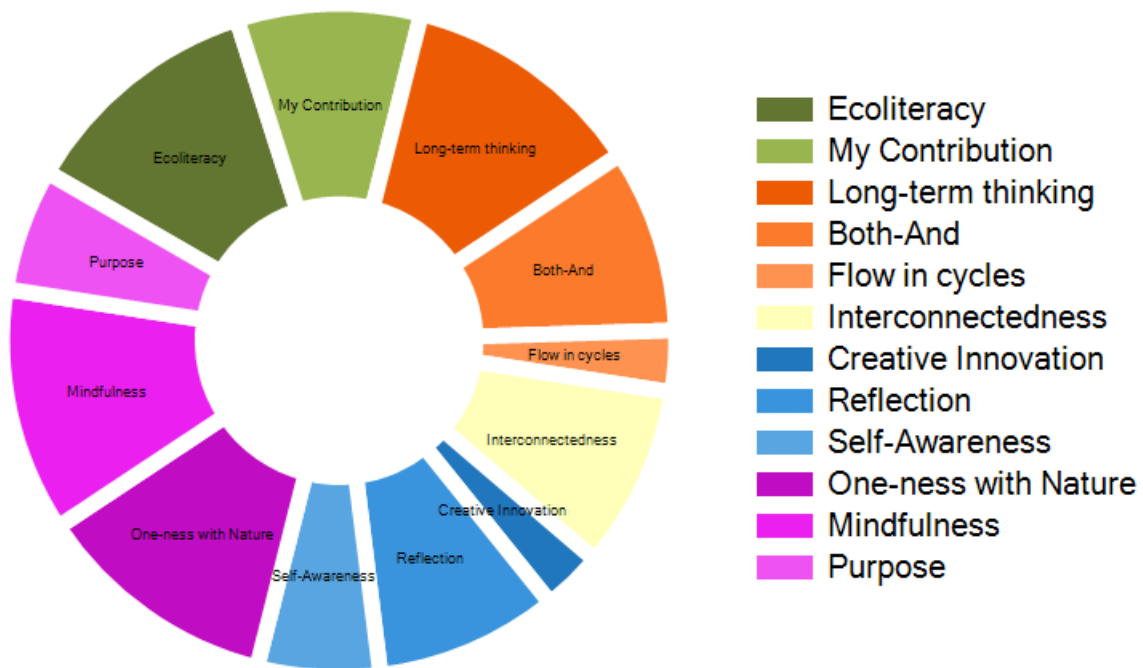 My Contribution
Long-term thinking
Ecoliteracy
Purpose
Both-And
Flow in cycles
Mindfulness
Interconnectedness
Creative Innovation
One-ness with Nature
Reflection
Self-Awareness
Ecoliteracy
My Contribution
Long-term thinking
Both-And
Flow in cycles
Interconnectedness
Creative Innovation
Reflection
Self-Awareness
One-ness with Nature
Mindfulness
Purpose